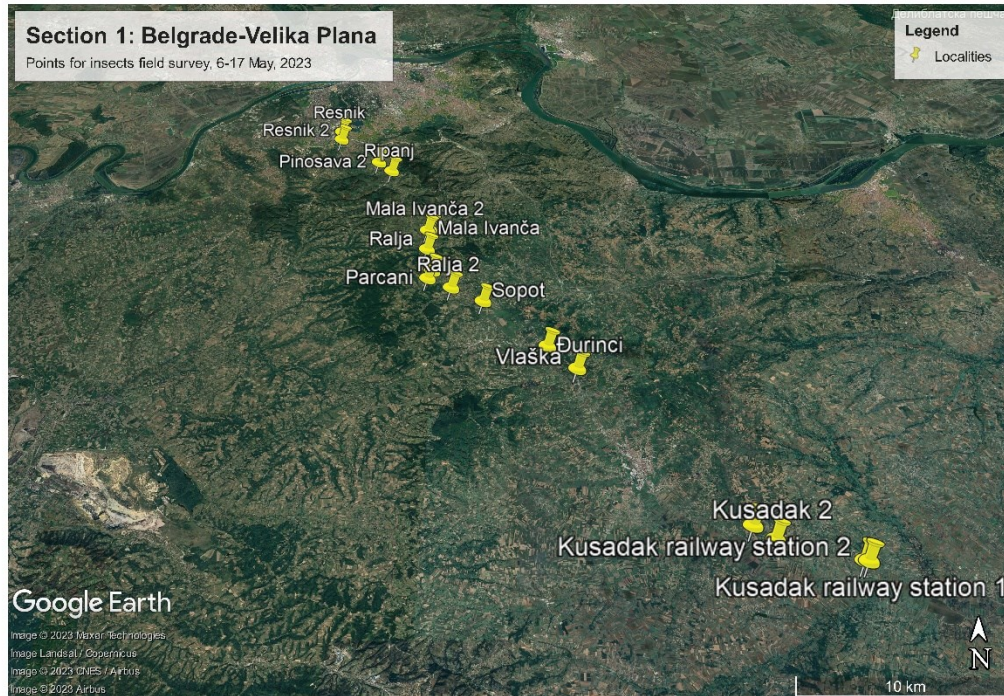 Section 1: Belgrade-Velika Plana
Points for insects field survey, 6-17 May, 2023
Делиблатска пешча
Legend
Localities
Resnik
Resnik 2
Ripanj
Pinosava 2
Mala Ivanča 2
Mala Ivanča
Ralja
Ralja 2
Parcani
Sopot
Đurinci
Vlaška
Kusadak 2
Kusadak railway station 2
Kusadak railway station 1
Google Earth
Image © 2023 Maxar Technologies
Image Landsat / Copernicus
Image © 2023 CNES / Airbus
Image © 2023 Airbus
N
10 km